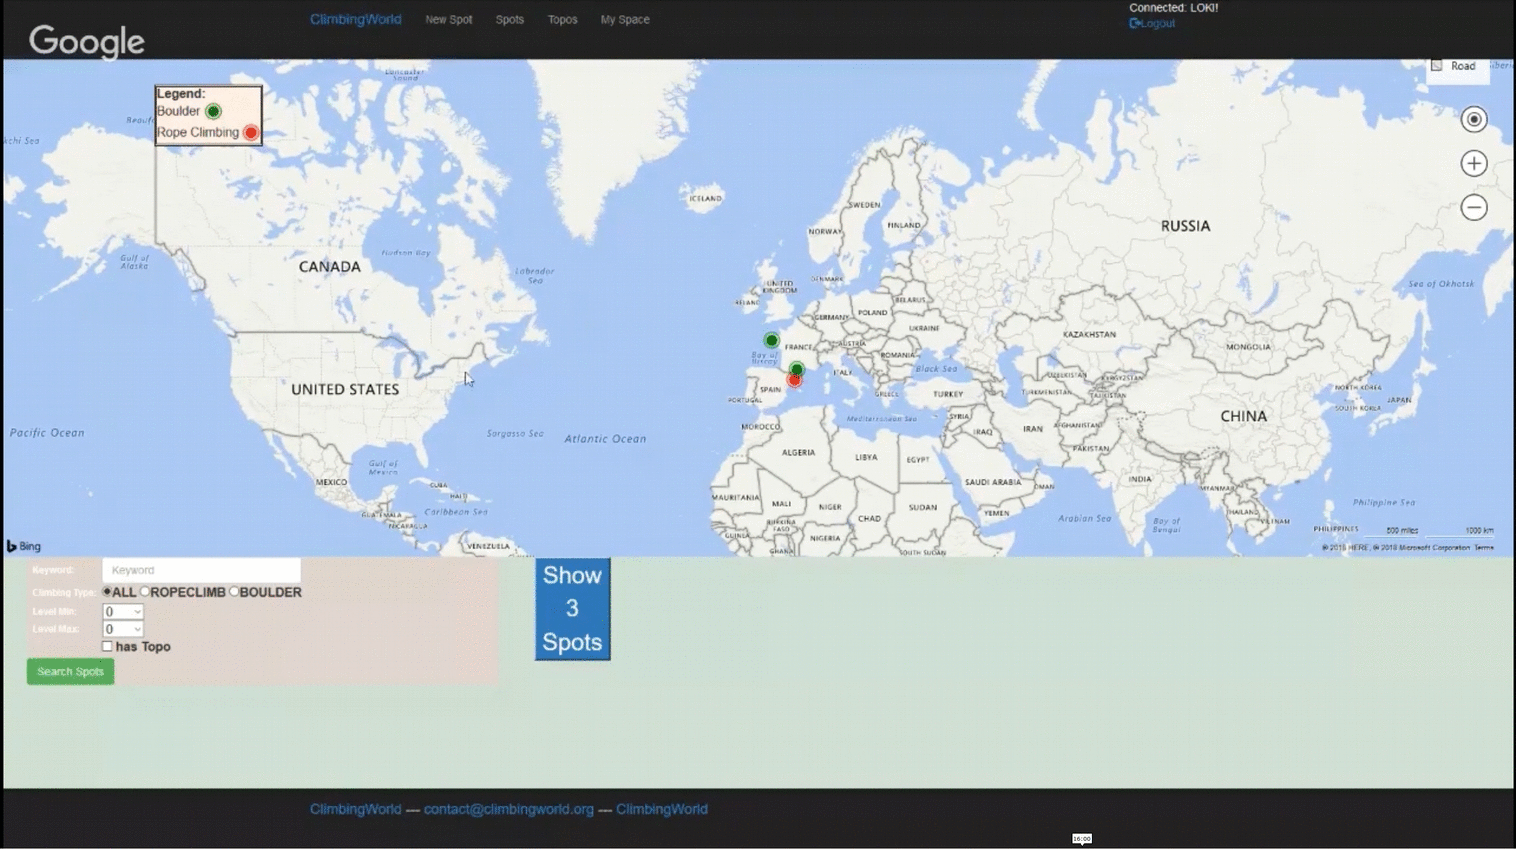 ClimbingWorld New Spot Spots Topos My Space
Connected: LOKI!
Logout
Google
Road
Legend:
Boulder
Rope Climbing
Lancaster Sound
Gulf of Alaska
CANADA
Hudson Bay
Labrador Sea
UNITED STATES
Pacific Ocean
Sargasso Sea
Atlantic Ocean
Gulf of Mexico
MEXICO
CUBA
HAITI
GUATEMALA
NICARAGUA
Caribbean Sea
VENEZUELA
ICELAND
SWEDEN
FINLAND
NORWAY
RUSSIA
Sea of Okhotsk
UNITED KINGDOM
IRELAND
DENMARK
BELARUS
GERMANY
POLAND
UKRAINE
FRANCE
AUSTRIA
ROMANIA
Bay of Biscay
ITALY
Black Sea
SPAIN
PORTUGAL
GREECE
TURKEY
Mediterranean Sea
SYRIA
IRAQ
IRAN
KAZAKHSTAN
UZBEKISTAN
KYRGYZSTAN
TURKMENISTAN
TAJIKISTAN
AFGHANISTAN
PAKISTAN
MONGOLIA
CHINA
NORTH KOREA
SOUTH KOREA
JAPAN
MOROCCO
ALGERIA
LIBYA
EGYPT
SAUDI ARABIA
OMAN
YEMEN
MAURITANIA
MALI
NIGER
CHAD
SUDAN
BURKINA FASO
GUINEA
GHANA
NIGERIA
SOUTH SUDAN
INDIA
Arabian Sea
Bay of Bengal
MYANMAR
THAILAND
VIETNAM
PHILIPPINES
Philippine Sea
500 miles 1000 km
© 2018 HERE, © 2018 Microsoft Corporation Terms
Bing
Keyword: Keyword
Climbing Type: ALL ROPECLIMB BOULDER
Level Min: 0
Level Max: 0
has Topo
Search Spots
Show
3
Spots
ClimbingWorld --- contact@climbingworld.org --- ClimbingWorld
16:00